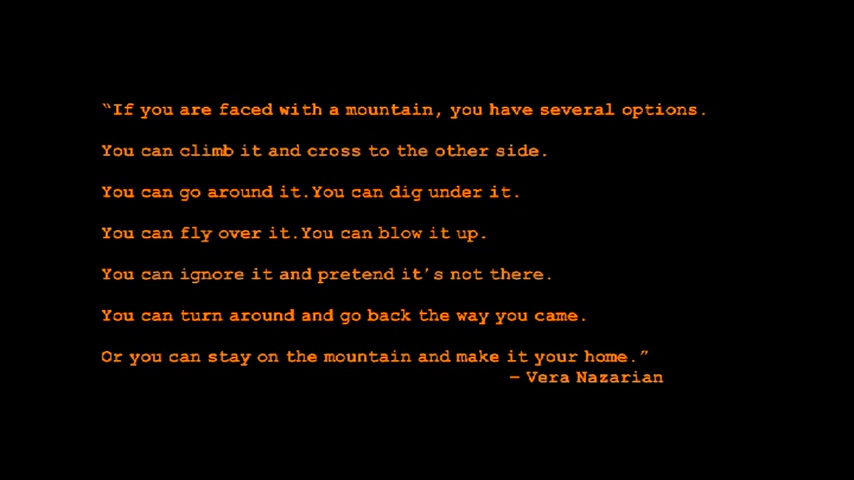 “If you are faced with a mountain, you have several options.
You can climb it and cross to the other side.
You can go around it.You can dig under it.
You can fly over it.You can blow it up.
You can ignore it and pretend it’s not there.
You can turn around and go back the way you came.
Or you can stay on the mountain and make it your home.”
– Vera Nazarian